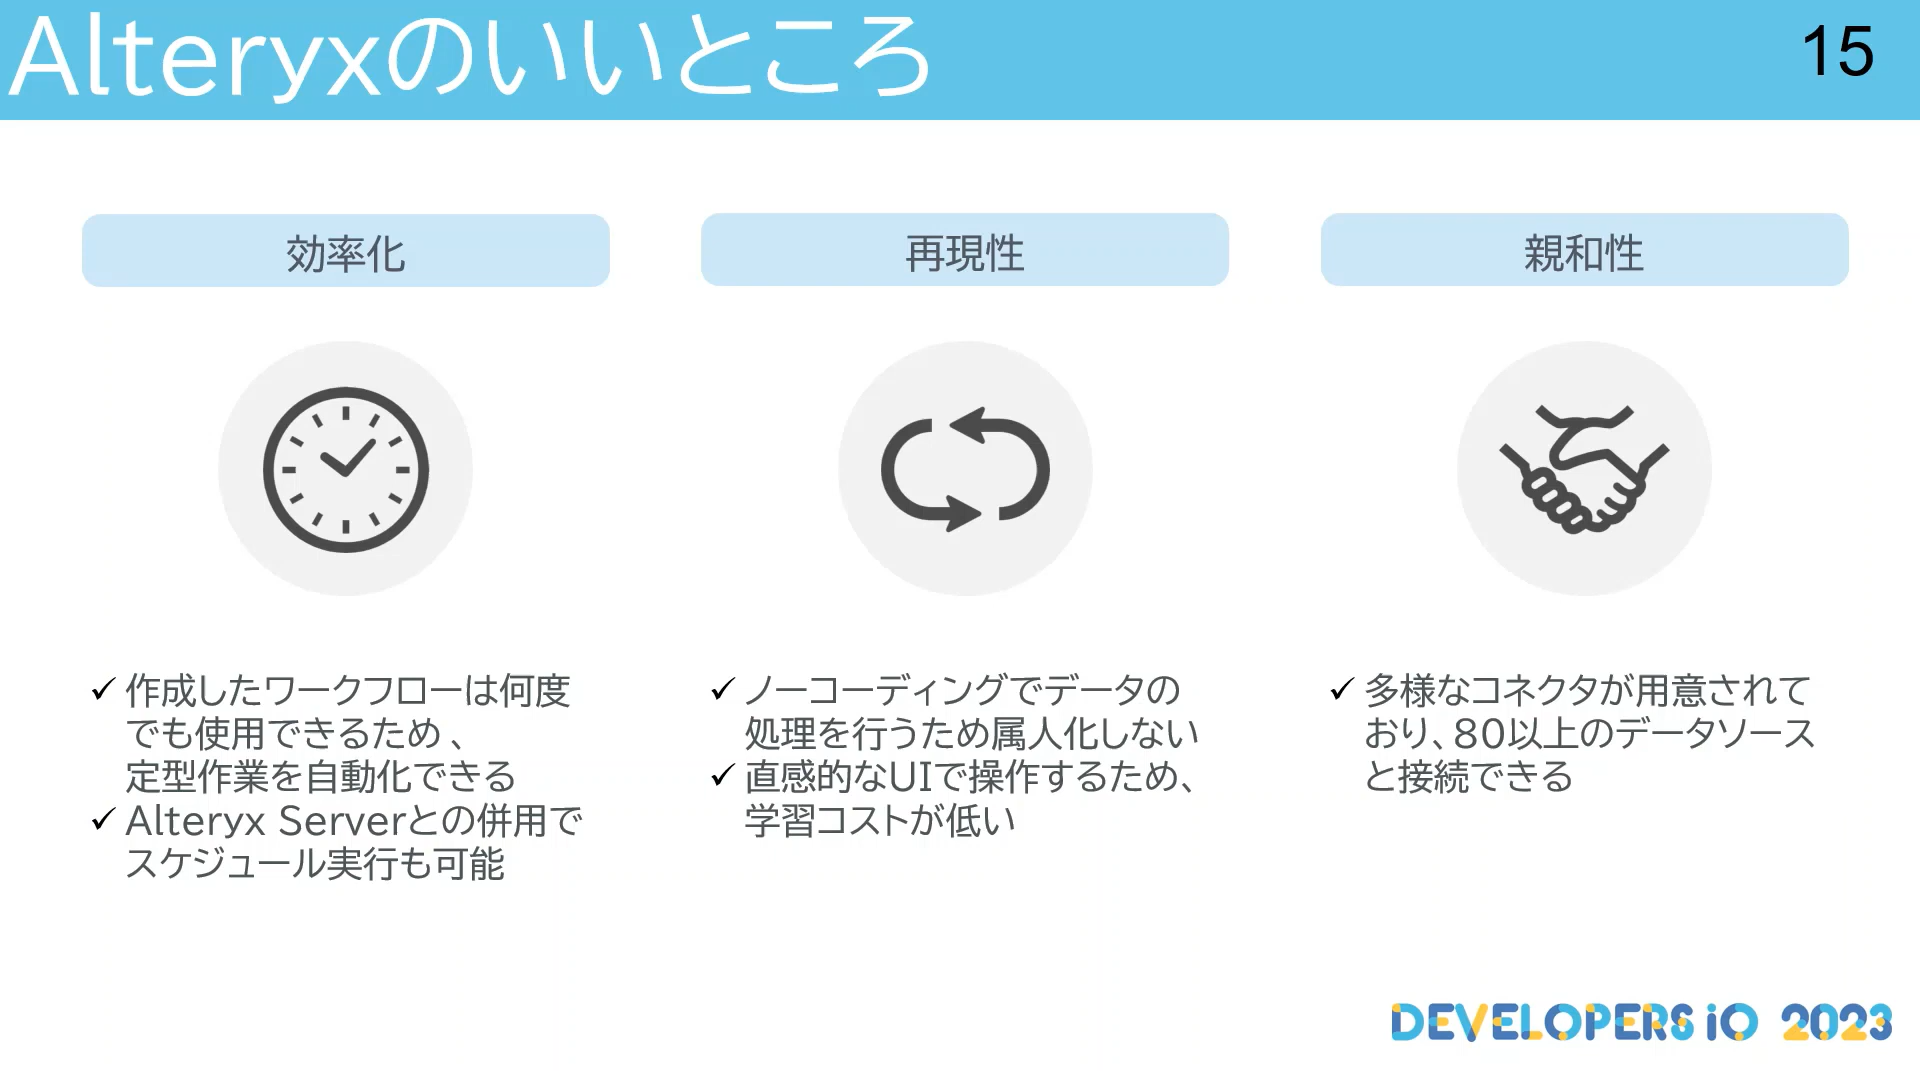 Alteryxのいいところ
15
効率化
作成したワークフローは何度
でも使用できるため、
定型作業を自動化できる
Alteryx Serverとの併用で
スケジュール実行も可能
再現性
ノーコーディングでデータの
処理を行うため属人化しない
直感的なUIで操作するため、
学習コストが低い
親和性
多様なコネクタが用意されて
おり、80以上のデータソース
と接続できる
DEVELOPERS iO 2023